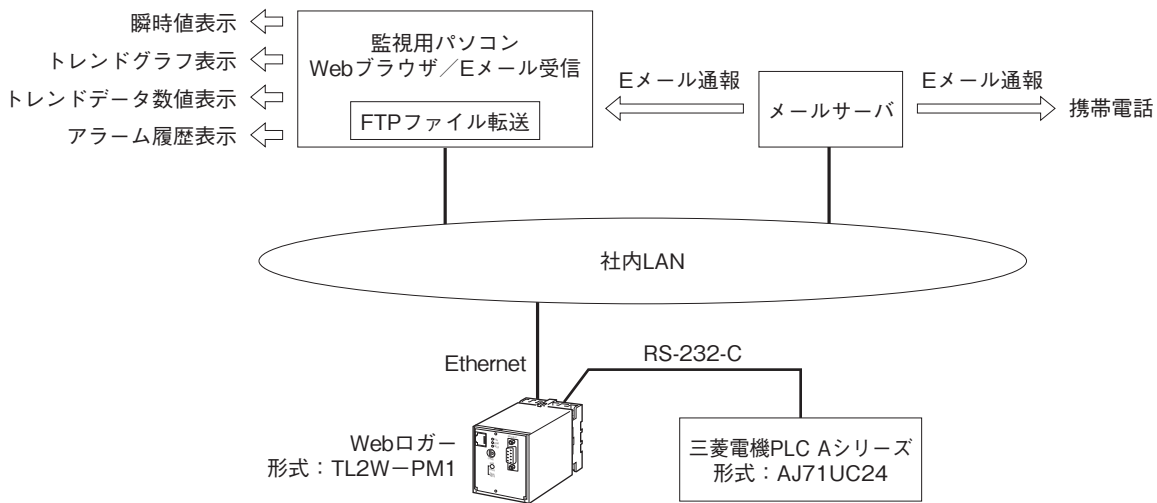 瞬時値表示
トレンドグラフ表示
トレンドデータ数値表示
アラーム履歴表示
監視用パソコン
Webブラウザ／Eメール受信
FTPファイル転送
Eメール通報
メールサーバ
Eメール通報
携帯電話
社内LAN
Ethernet
RS-232-C
Webロガー
形式：TL2W－PM1
三菱電機PLC Aシリーズ
形式：AJ71UC24